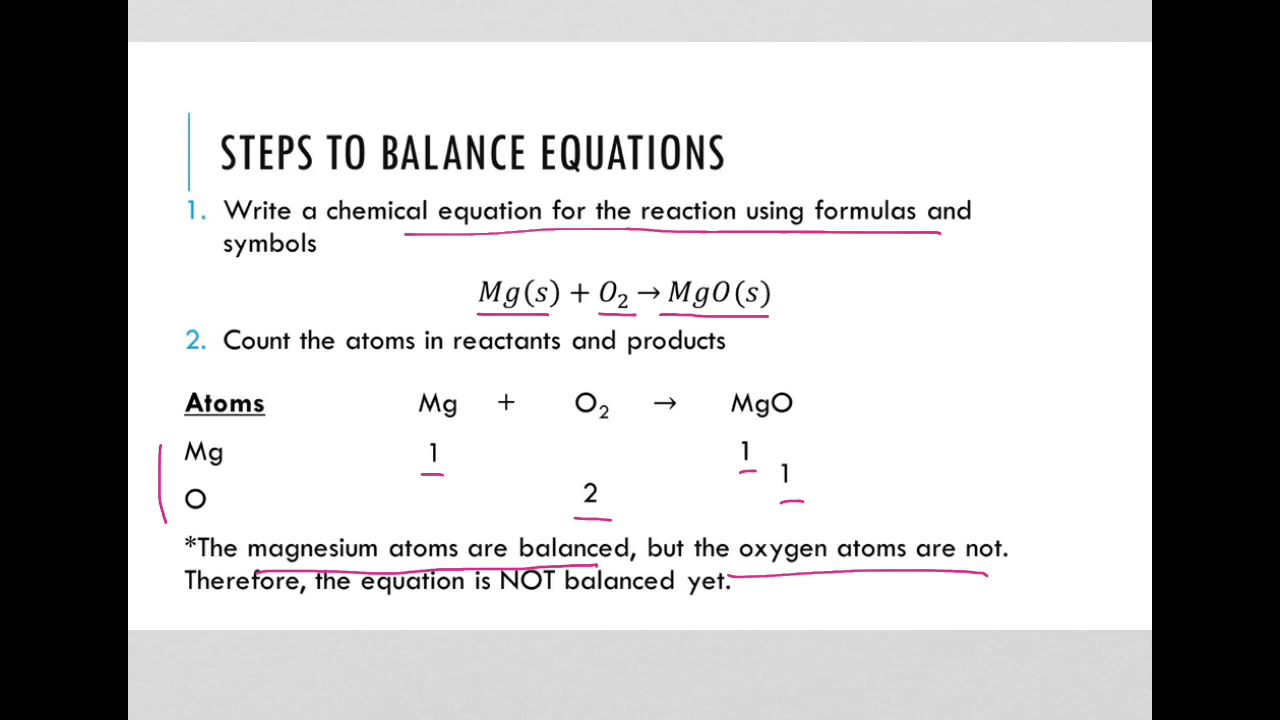 STEPS TO BALANCE EQUATIONS
1. Write a chemical equation for the reaction using formulas and
symbols
Mg(s) + O₂ → MgO(s)
2. Count the atoms in reactants and products
Atoms Mg + O₂ → MgO
Mg 1 1
1
O 2
*The magnesium atoms are balanced, but the oxygen atoms are not.
Therefore, the equation is NOT balanced yet.